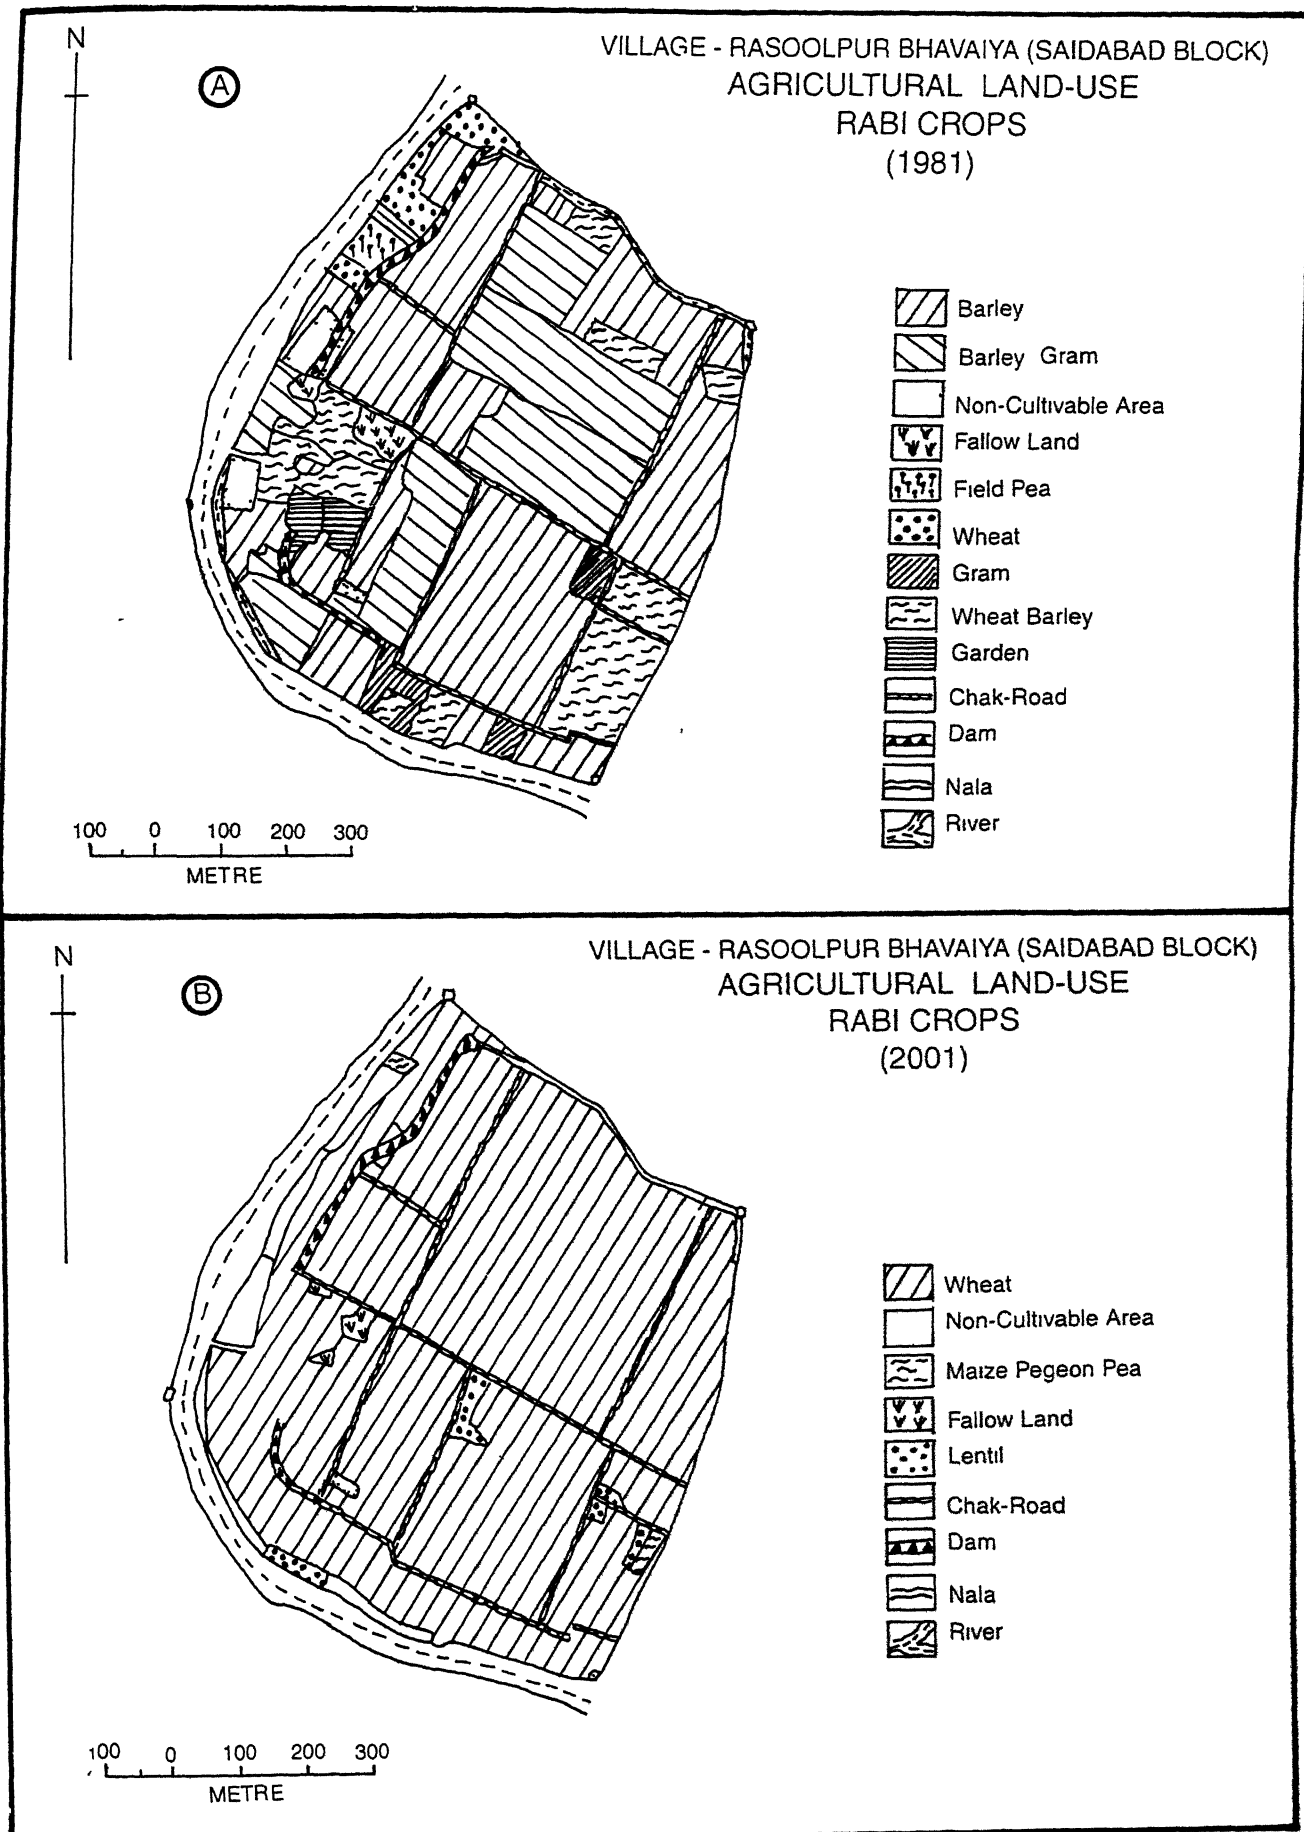 N
A
VILLAGE - RASOOLPUR BHAVAIYA (SAIDABAD BLOCK)
AGRICULTURAL LAND-USE
RABI CROPS
(1981)
Barley
Barley Gram
Non-Cultivable Area
Fallow Land
Field Pea
Wheat
Gram
Wheat Barley
Garden
Chak-Road
Dam
Nala
River
100 0 100 200 300
METRE
N
B
VILLAGE - RASOOLPUR BHAVAIYA (SAIDABAD BLOCK)
AGRICULTURAL LAND-USE
RABI CROPS
(2001)
Wheat
Non-Cultivable Area
Maize Pegeon Pea
Fallow Land
Lentil
Chak-Road
Dam
Nala
River
100 0 100 200 300
METRE